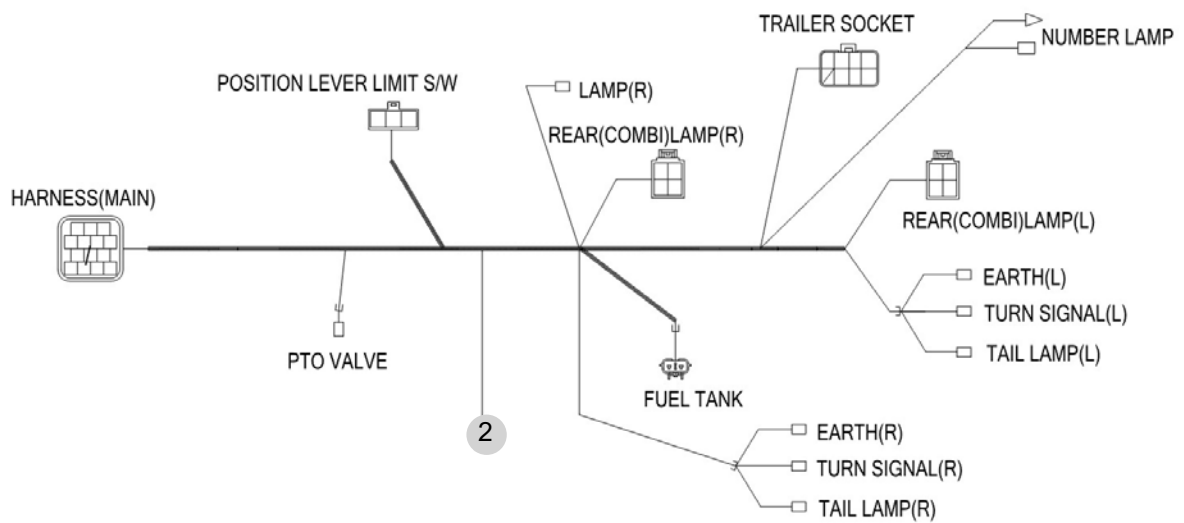 TRAILER SOCKET
NUMBER LAMP
POSITION LEVER LIMIT S/W
LAMP(R)
REAR(COMBI)LAMP(R)
HARNESS(MAIN)
REAR(COMBI)LAMP(L)
EARTH(L)
TURN SIGNAL(L)
TAIL LAMP(L)
PTO VALVE
FUEL TANK
2
EARTH(R)
TURN SIGNAL(R)
TAIL LAMP(R)